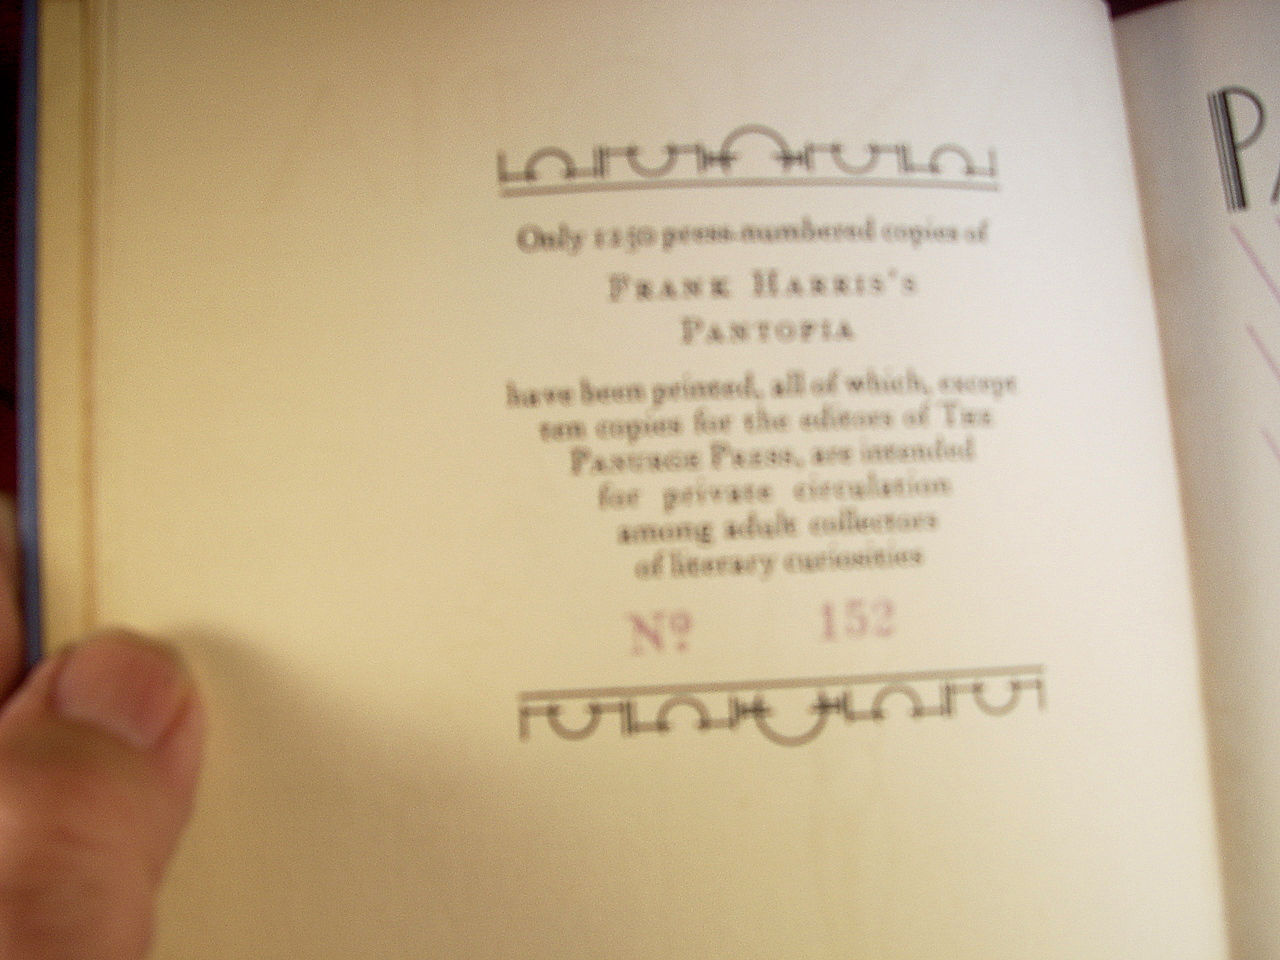 Only 1250 press-numbered copies of
FRANK HARRIS'S
PANTOPIA
have been printed, all of which, except
ten copies for the editors of THE
PANURGE PRESS, are intended
for private circulation
among adult collectors
of literary curiosities
Nº 152